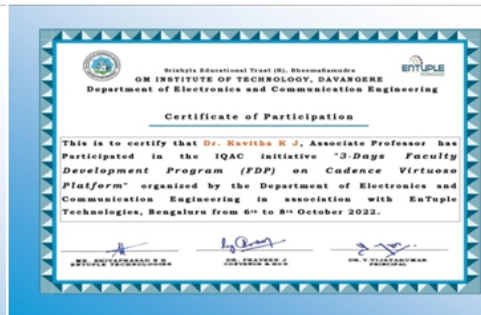 ENTUPLE
Srishyla Educational Trust (R), Bheemasamudra
GM INSTITUTE OF TECHNOLOGY, DAVANGERE
Department of Electronics and Communication Engineering
Certificate of Participation
This is to certify that Dr. Kavitha K J, Associate Professor has
Participated in the IQAC initiative "3-Days Faculty
Development Program (FDP) on Cadence Virtuoso
Platform" organized by the Department of Electronics and
Communication Engineering in association with EnTuple
Technologies, Bengaluru from 6th to 8th October 2022.
MR. SHIVAPRASAD B K
ENTUPLE TECHNOLOGIES
DR. PRAVEEN J
CONVENOR & HOD
DR. Y VIJAYAKUMAR
PRINCIPAL